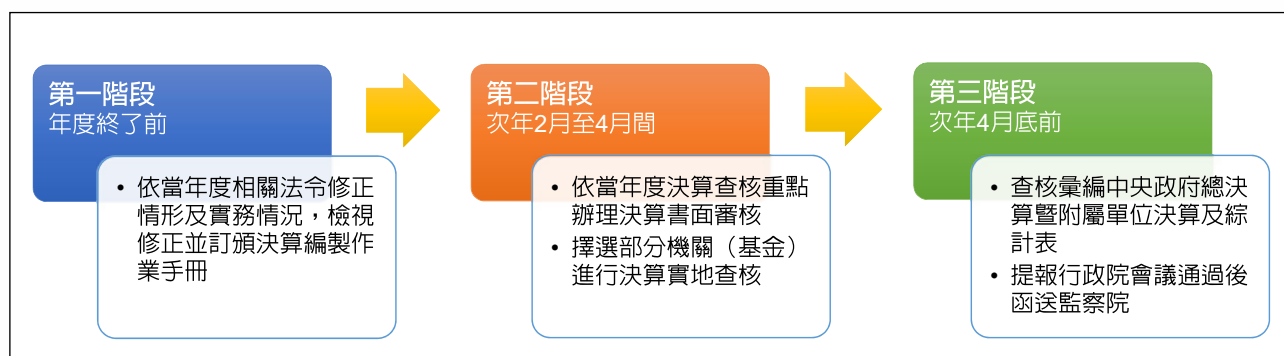 第一階段
年度終了前
• 依當年度相關法令修正
情形及實務情況，檢視
修正並訂頒決算編製作
業手冊
第二階段
次年2月至4月間
• 依當年度決算查核重點
辦理決算書面審核
• 擇選部分機關（基金）
進行決算實地查核
第三階段
次年4月底前
• 查核彙編中央政府總決
算暨附屬單位決算及綜
計表
• 提報行政院會議通過後
函送監察院